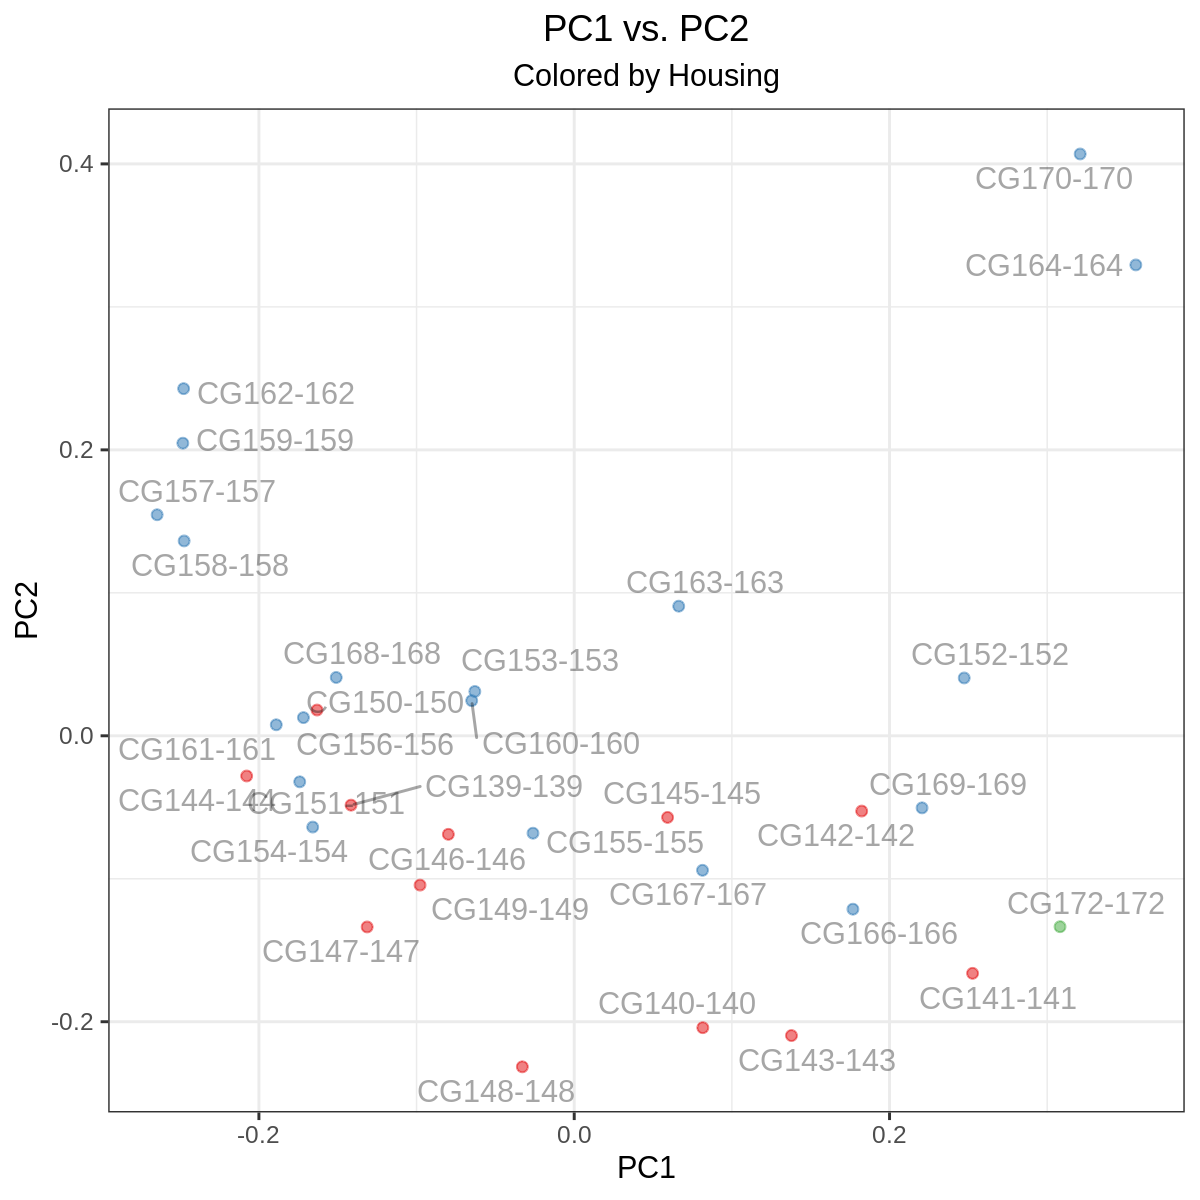 PC1 vs. PC2
Colored by Housing
0.4
CG170-170
CG164-164
CG162-162
0.2
CG159-159
CG157-157
CG158-158
CG163-163
PC2
CG168-168
CG153-153
CG152-152
CG150-150
0.0
CG161-161
CG156-156
CG160-160
CG139-139
CG169-169
CG144-144
CG151-151
CG145-145
CG142-142
CG154-154
CG146-146
CG155-155
CG167-167
CG172-172
CG149-149
CG166-166
CG147-147
CG141-141
CG140-140
-0.2
CG143-143
CG148-148
-0.2
0.0
0.2
PC1